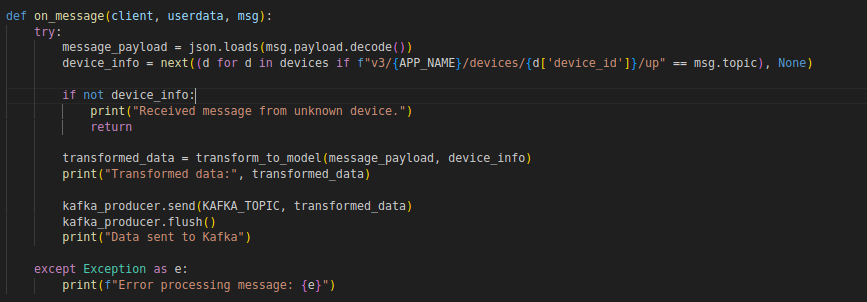 def on_message(client, userdata, msg):
    try:
        message_payload = json.loads(msg.payload.decode())
        device_info = next((d for d in devices if f"v3/{APP_NAME}/devices/{d['device_id']}/up" == msg.topic), None)
        if not device_info:
            print("Received message from unknown device.")
            return
        transformed_data = transform_to_model(message_payload, device_info)
        print("Transformed data:", transformed_data)
        kafka_producer.send(KAFKA_TOPIC, transformed_data)
        kafka_producer.flush()
        print("Data sent to Kafka")
    except Exception as e:
        print(f"Error processing message: {e}")